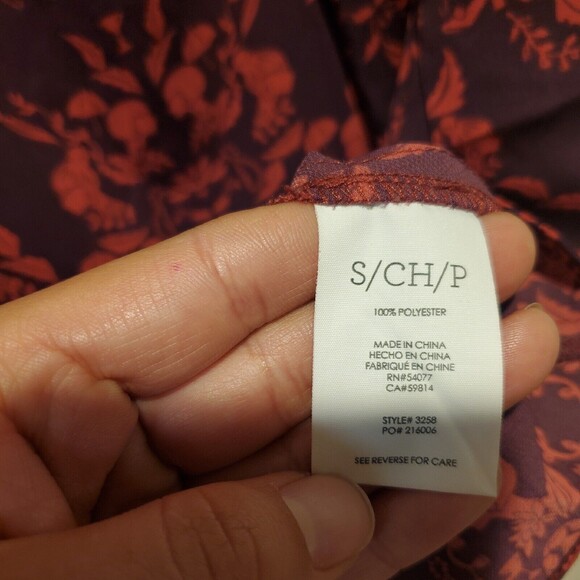 S/CH/P
100% POLYESTER
MADE IN CHINA
HECHO EN CHINA
FABRIQUÉ EN CHINE
RN#54077
CA#59814
STYLE# 3258
PO# 216006
SEE REVERSE FOR CARE